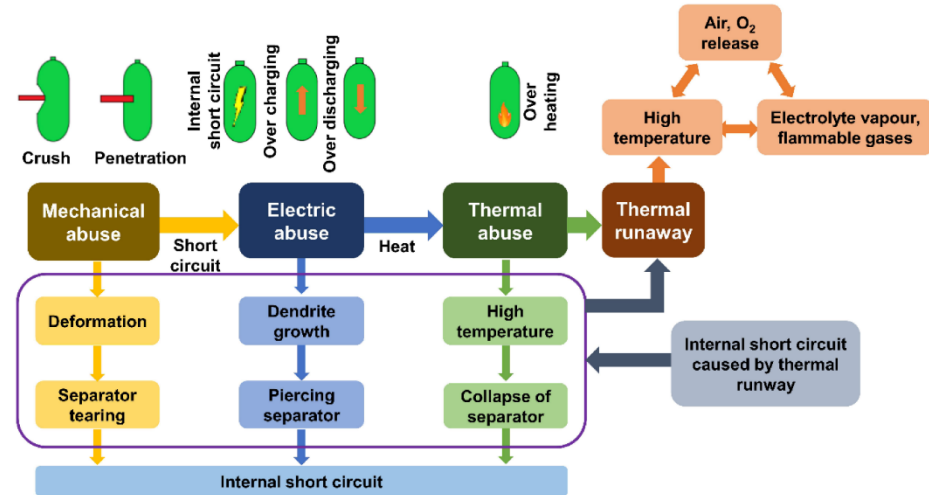 Air, O2
release
Internal
short circuit
Over charging
Over discharging
Over
heating
High
temperature
Electrolyte vapour,
flammable gases
Crush
Penetration
Mechanical
abuse
Short
circuit
Electric
abuse
Heat
Thermal
abuse
Thermal
runaway
Deformation
Dendrite
growth
High
temperature
Internal short circuit
caused by thermal
runway
Separator
tearing
Piercing
separator
Collapse of
separator
Internal short circuit